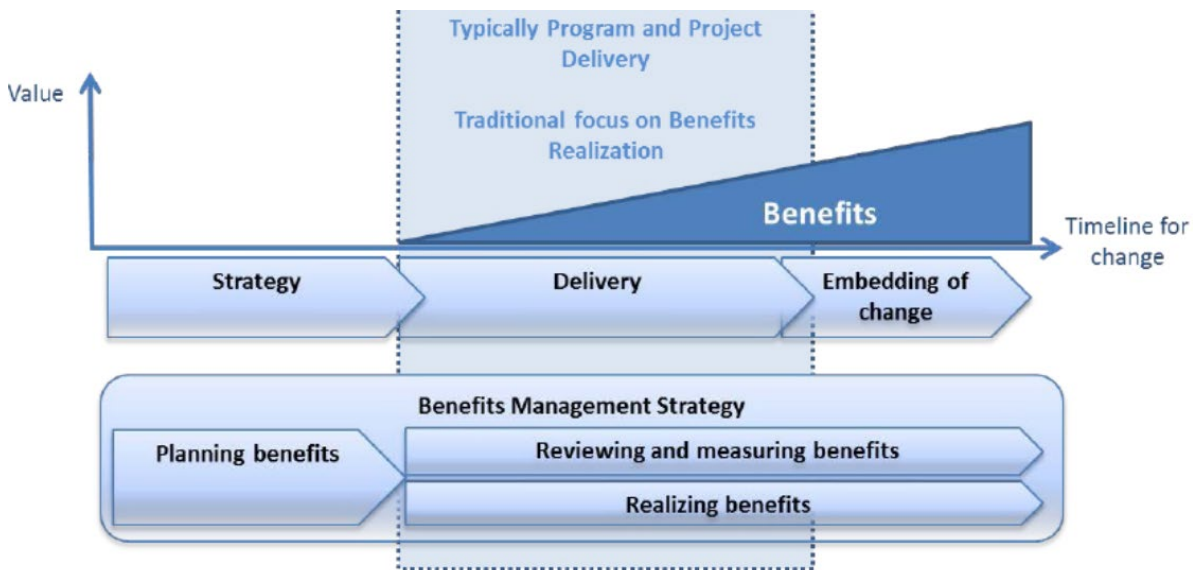 Typically Program and Project
Delivery
Value
Traditional focus on Benefits
Realization
Benefits
Timeline for
change
Strategy
Delivery
Embedding of
change
Benefits Management Strategy
Planning benefits
Reviewing and measuring benefits
Realizing benefits